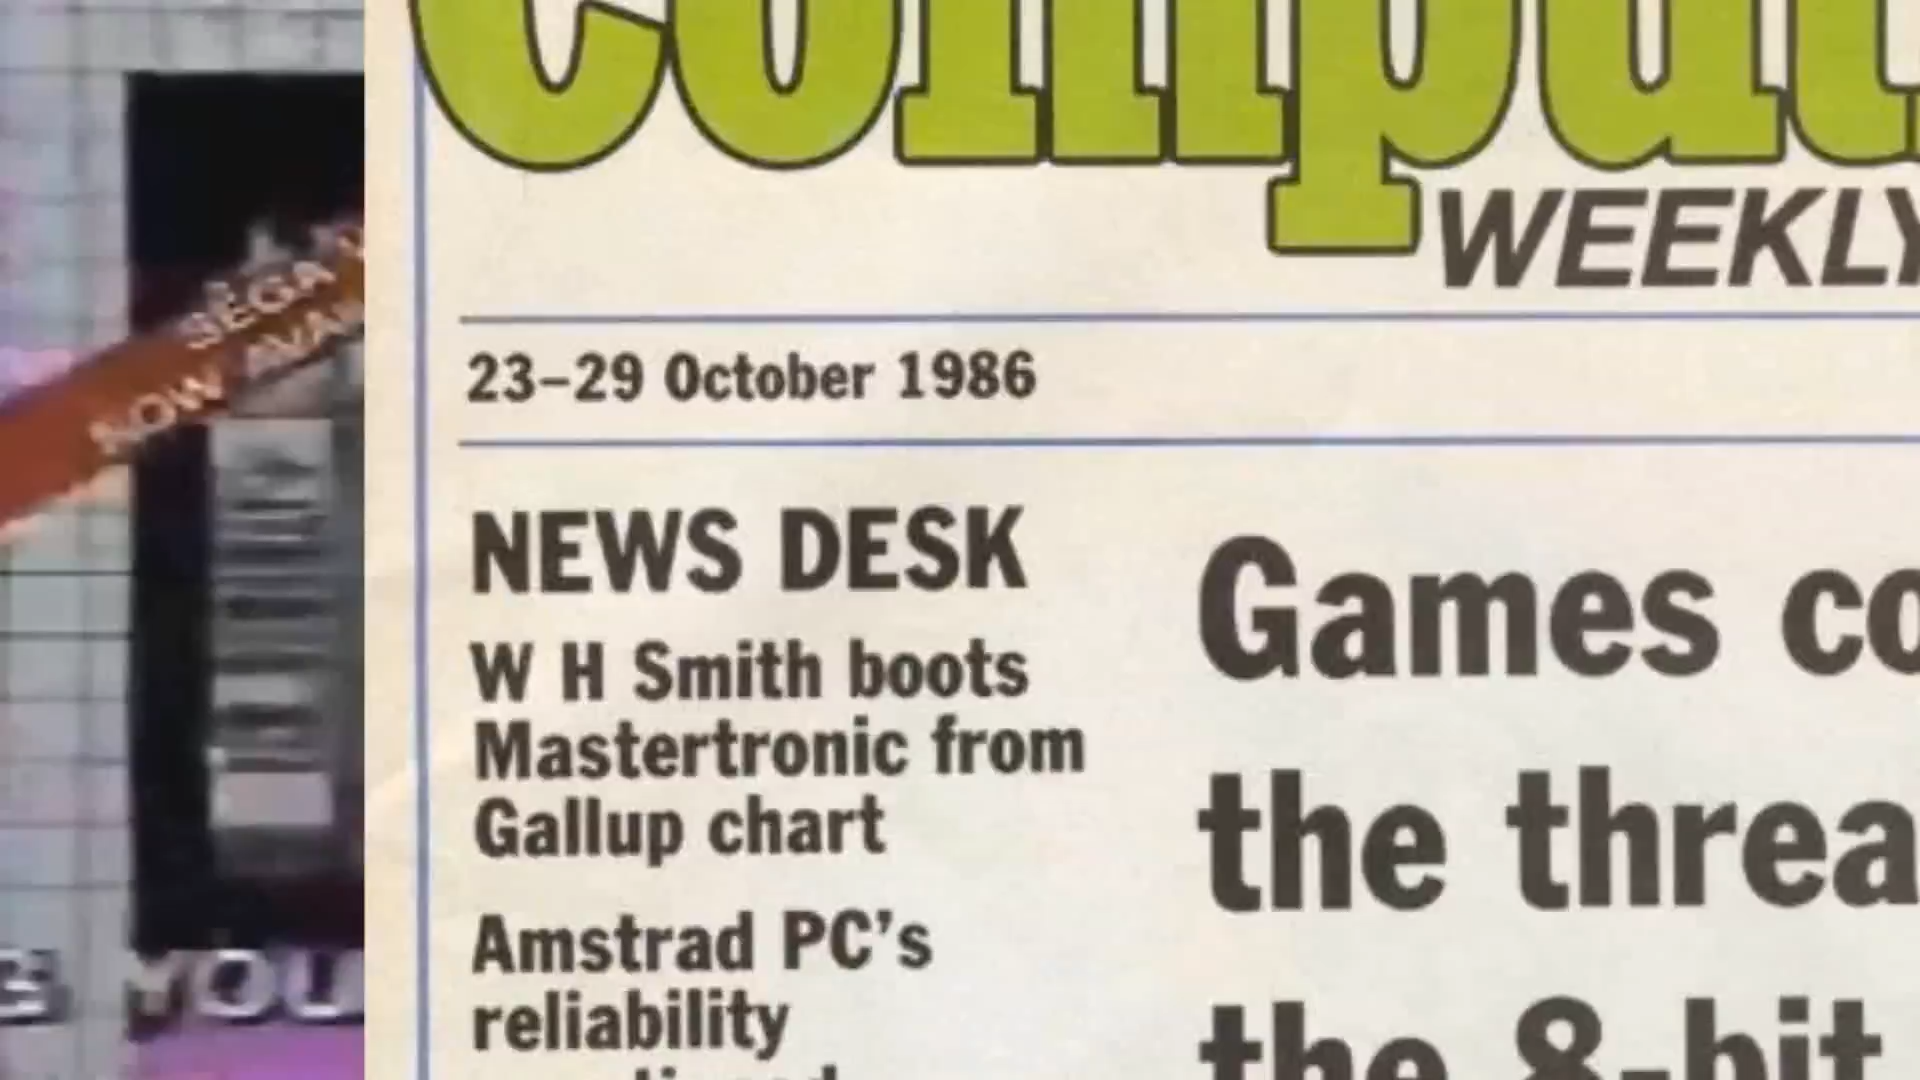 comput
WEEKLY
23–29 October 1986
NEWS DESK
W H Smith boots
Mastertronic from
Gallup chart
Amstrad PC's
reliability
Games co
the threa
the 8-bit
SEGA
NOW AVAI
YOU